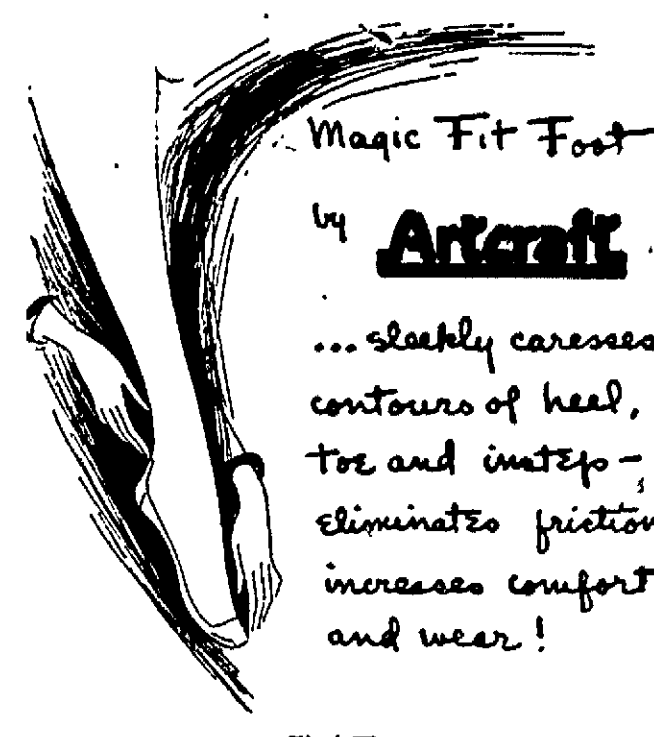 Magic Fit Foot
by Artcraft
... sleekly caresses
contours of heel,
toe and instep -
eliminates friction
increases comfort
and wear!